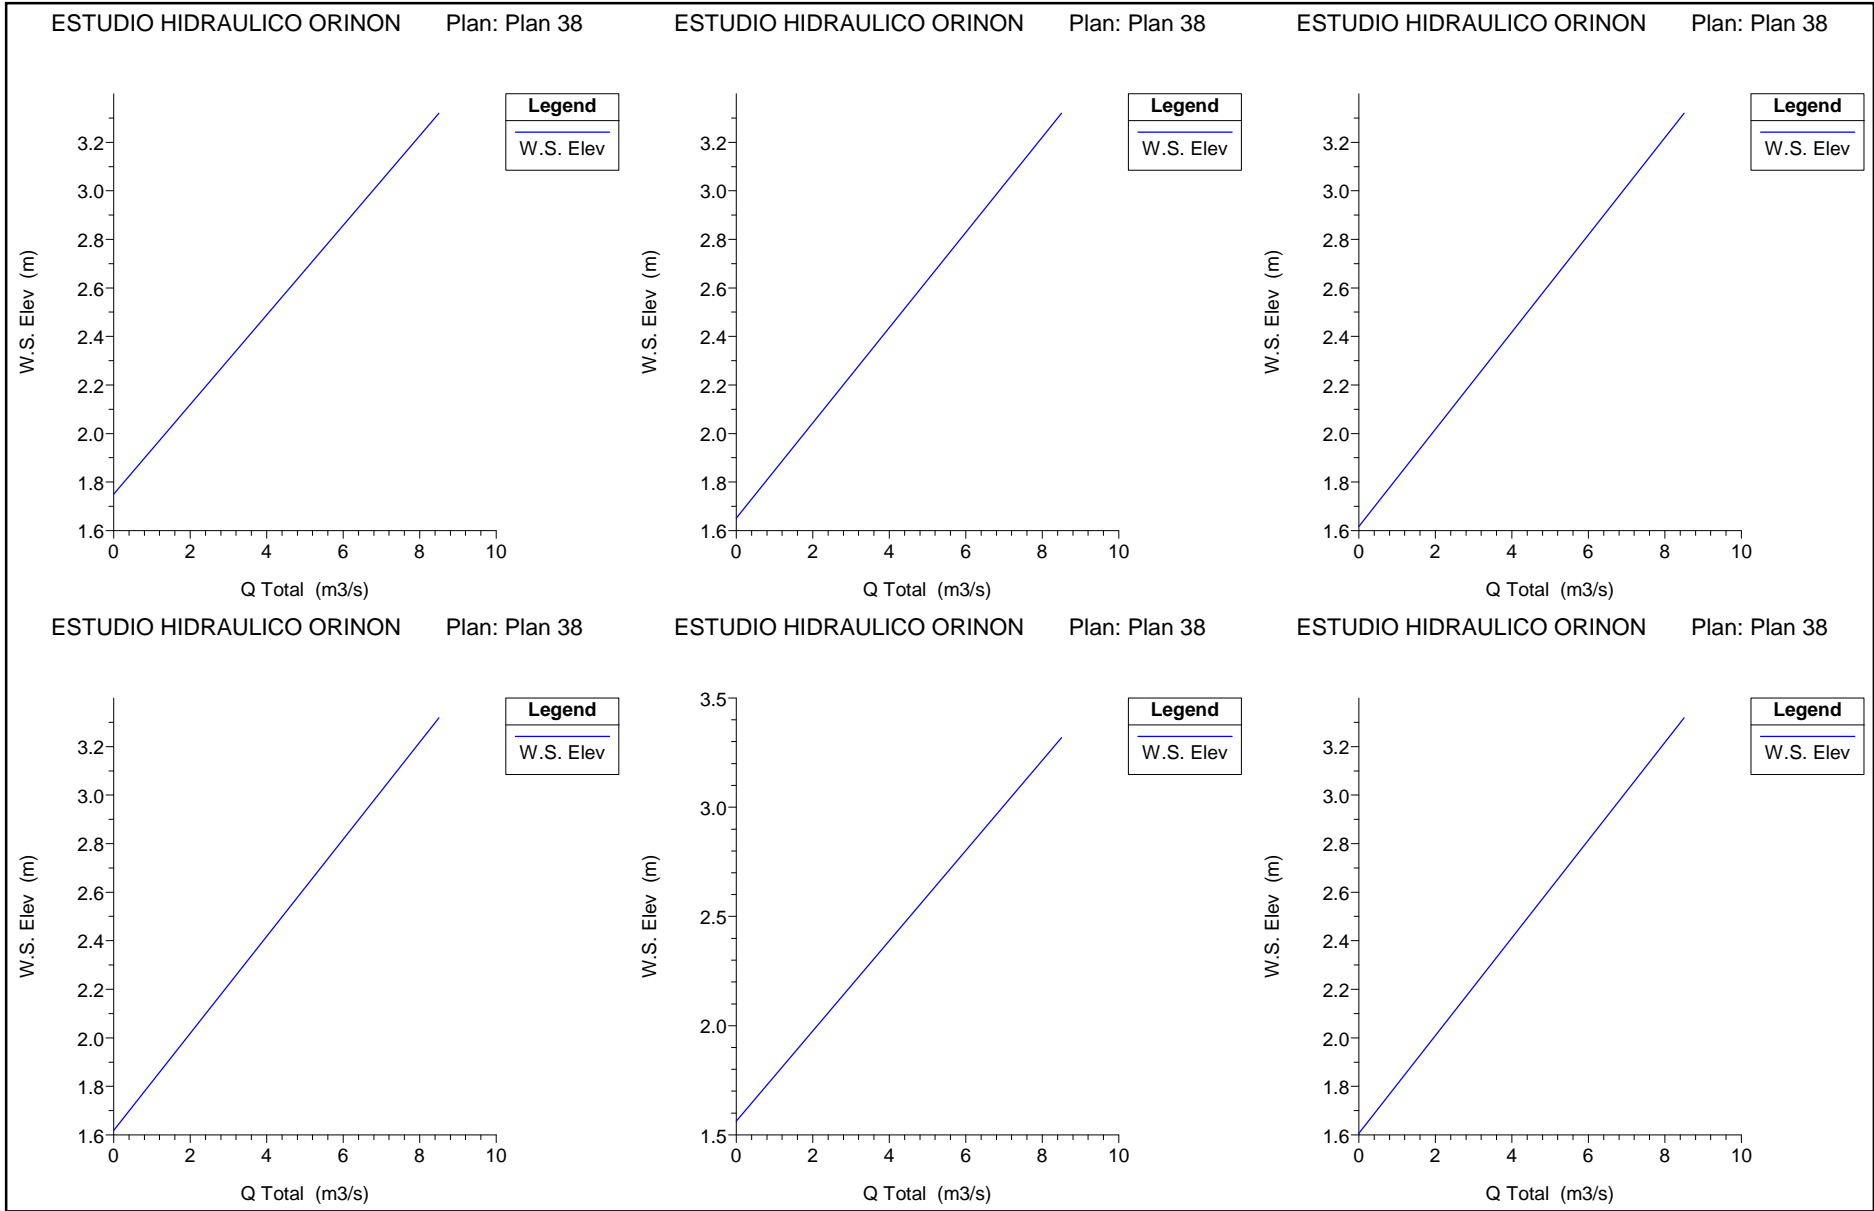 ESTUDIO HIDRAULICO ORINON Plan: Plan 38
Legend
W.S. Elev
3.2
3.0
2.8
2.6
2.4
2.2
2.0
1.8
1.6
W.S. Elev (m)
0 2 4 6 8 10
Q Total (m3/s)
ESTUDIO HIDRAULICO ORINON Plan: Plan 38
Legend
W.S. Elev
3.2
3.0
2.8
2.6
2.4
2.2
2.0
1.8
1.6
W.S. Elev (m)
0 2 4 6 8 10
Q Total (m3/s)
ESTUDIO HIDRAULICO ORINON Plan: Plan 38
Legend
W.S. Elev
3.2
3.0
2.8
2.6
2.4
2.2
2.0
1.8
1.6
W.S. Elev (m)
0 2 4 6 8 10
Q Total (m3/s)
ESTUDIO HIDRAULICO ORINON Plan: Plan 38
Legend
W.S. Elev
3.2
3.0
2.8
2.6
2.4
2.2
2.0
1.8
1.6
W.S. Elev (m)
0 2 4 6 8 10
Q Total (m3/s)
ESTUDIO HIDRAULICO ORINON Plan: Plan 38
Legend
W.S. Elev
3.5
3.0
2.5
2.0
1.5
W.S. Elev (m)
0 2 4 6 8 10
Q Total (m3/s)
ESTUDIO HIDRAULICO ORINON Plan: Plan 38
Legend
W.S. Elev
3.2
3.0
2.8
2.6
2.4
2.2
2.0
1.8
1.6
W.S. Elev (m)
0 2 4 6 8 10
Q Total (m3/s)